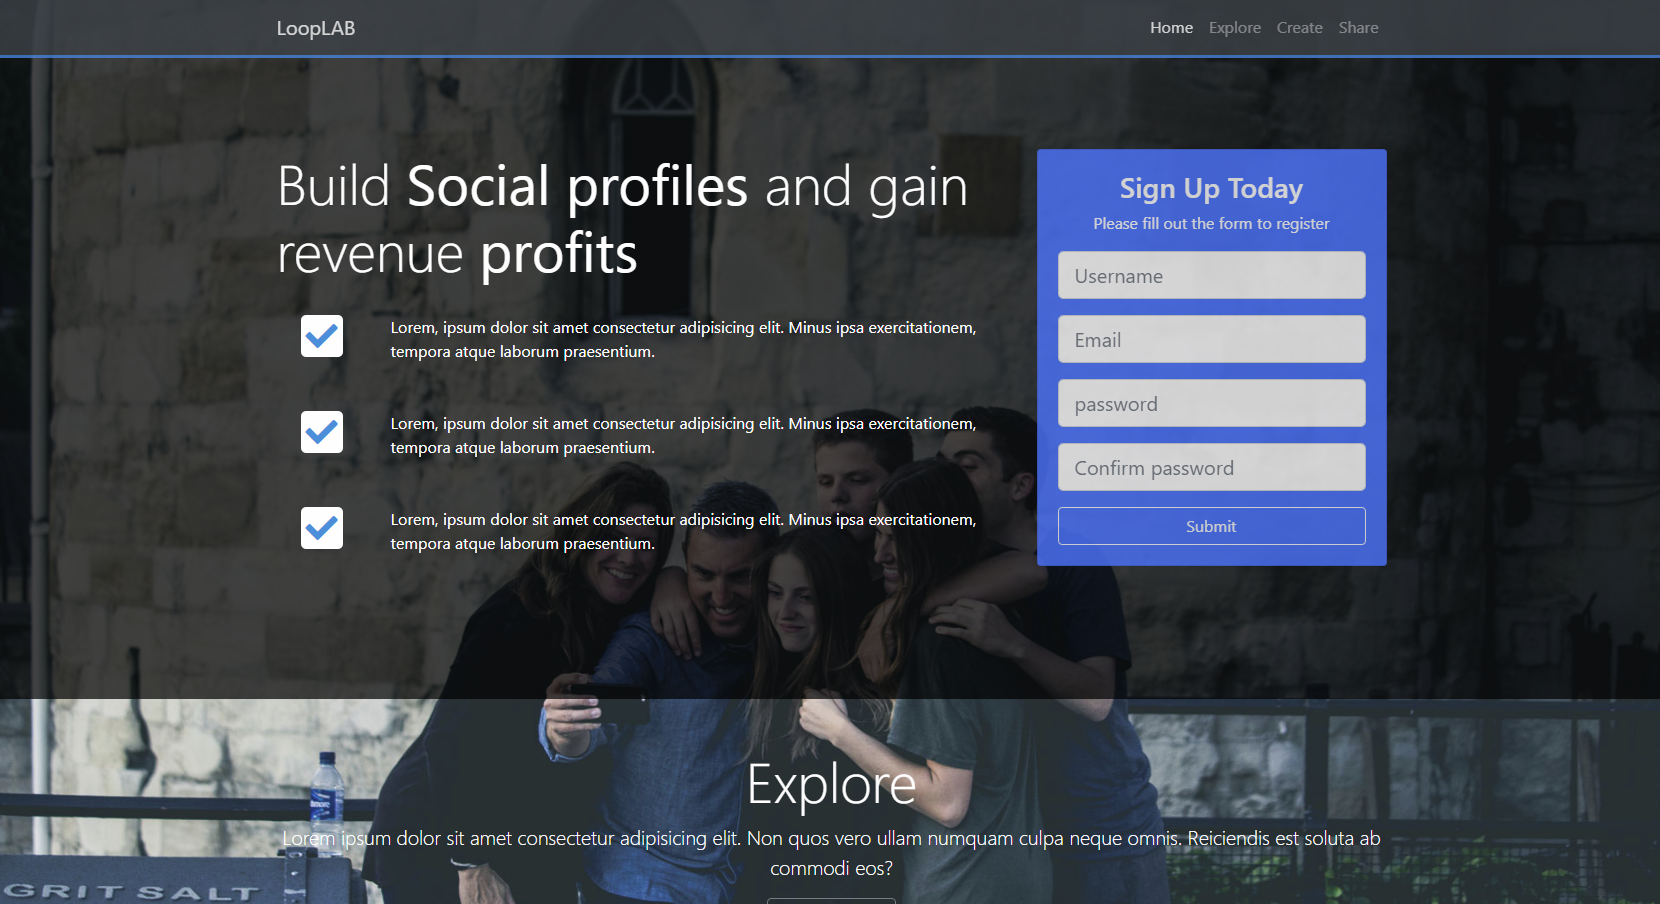 LoopLAB
Home Explore Create Share
Build Social profiles and gain
revenue profits
Lorem, ipsum dolor sit amet consectetur adipisicing elit. Minus ipsa exercitationem,
tempora atque laborum praesentium.
Lorem, ipsum dolor sit amet consectetur adipisicing elit. Minus ipsa exercitationem,
tempora atque laborum praesentium.
Lorem, ipsum dolor sit amet consectetur adipisicing elit. Minus ipsa exercitationem,
tempora atque laborum praesentium.
Sign Up Today
Please fill out the form to register
Username
Email
password
Confirm password
Submit
Explore
Lorem ipsum dolor sit amet consectetur adipisicing elit. Non quos vero ullam numquam culpa neque omnis. Reiciendis est soluta ab
commodi eos?
GRIT SALT